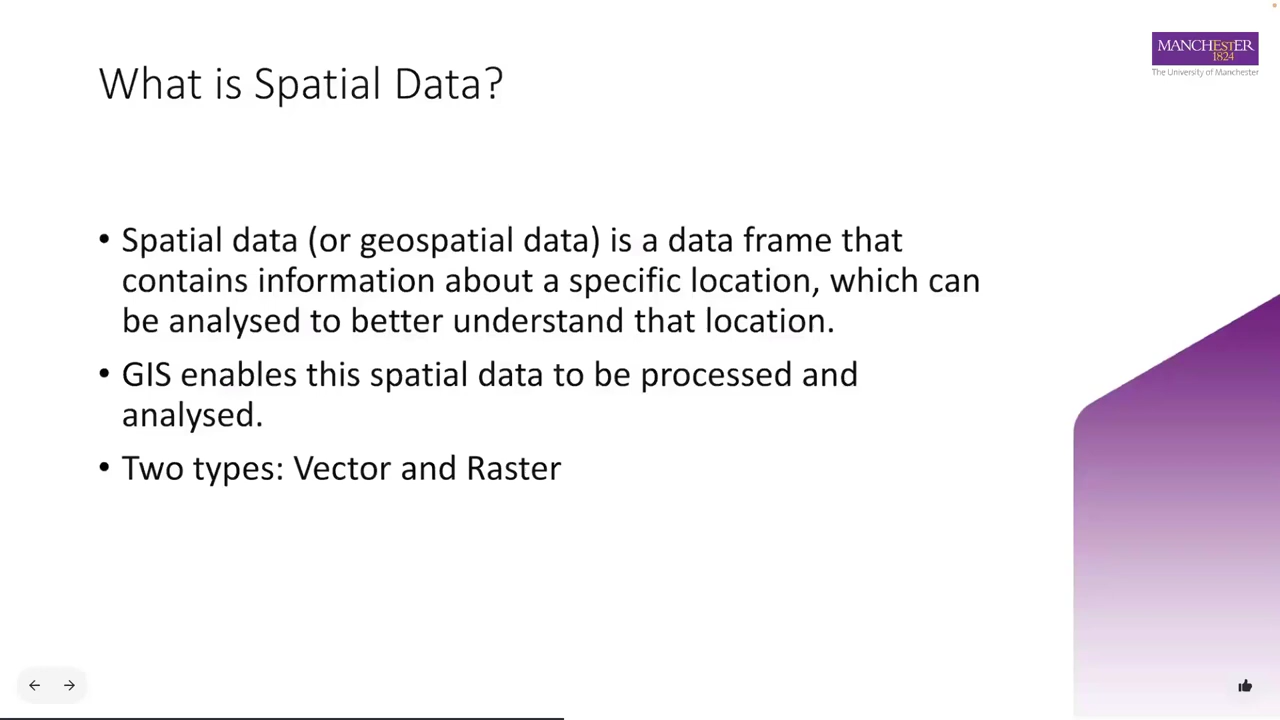 MANCHESTER
1824
The University of Manchester
What is Spatial Data?
• Spatial data (or geospatial data) is a data frame that
contains information about a specific location, which can
be analysed to better understand that location.
• GIS enables this spatial data to be processed and
analysed.
• Two types: Vector and Raster